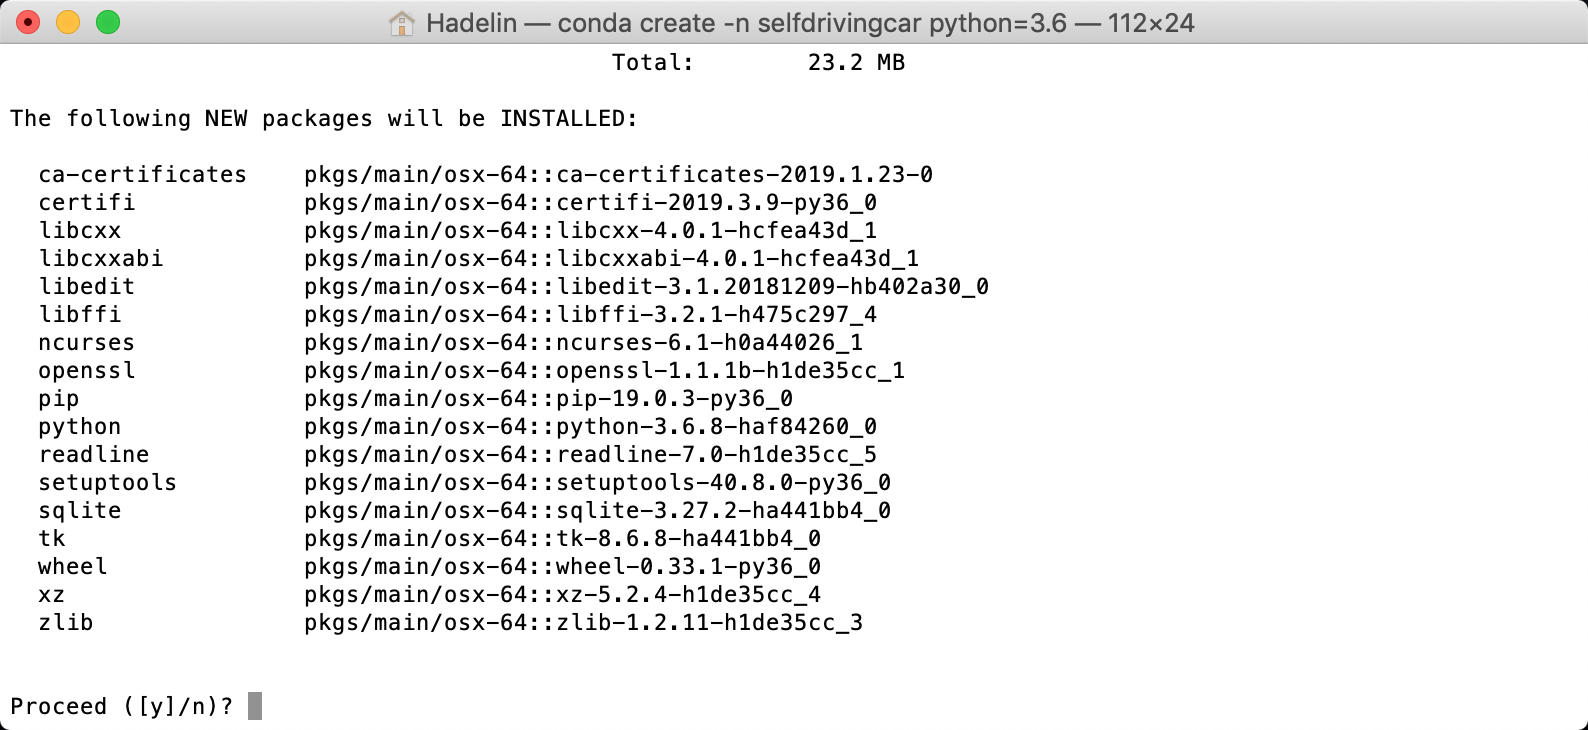 Hadelin — conda create -n selfdrivingcar python=3.6 — 112×24
Total: 23.2 MB
The following NEW packages will be INSTALLED:
ca-certificates pkgs/main/osx-64::ca-certificates-2019.1.23-0
certifi pkgs/main/osx-64::certifi-2019.3.9-py36_0
libcxx pkgs/main/osx-64::libcxx-4.0.1-hcfea43d_1
libcxxabi pkgs/main/osx-64::libcxxabi-4.0.1-hcfea43d_1
libedit pkgs/main/osx-64::libedit-3.1.20181209-hb402a30_0
libffi pkgs/main/osx-64::libffi-3.2.1-h475c297_4
ncurses pkgs/main/osx-64::ncurses-6.1-h0a44026_1
openssl pkgs/main/osx-64::openssl-1.1.1b-h1de35cc_1
pip pkgs/main/osx-64::pip-19.0.3-py36_0
python pkgs/main/osx-64::python-3.6.8-haf84260_0
readline pkgs/main/osx-64::readline-7.0-h1de35cc_5
setuptools pkgs/main/osx-64::setuptools-40.8.0-py36_0
sqlite pkgs/main/osx-64::sqlite-3.27.2-ha441bb4_0
tk pkgs/main/osx-64::tk-8.6.8-ha441bb4_0
wheel pkgs/main/osx-64::wheel-0.33.1-py36_0
xz pkgs/main/osx-64::xz-5.2.4-h1de35cc_4
zlib pkgs/main/osx-64::zlib-1.2.11-h1de35cc_3
Proceed ([y]/n)?